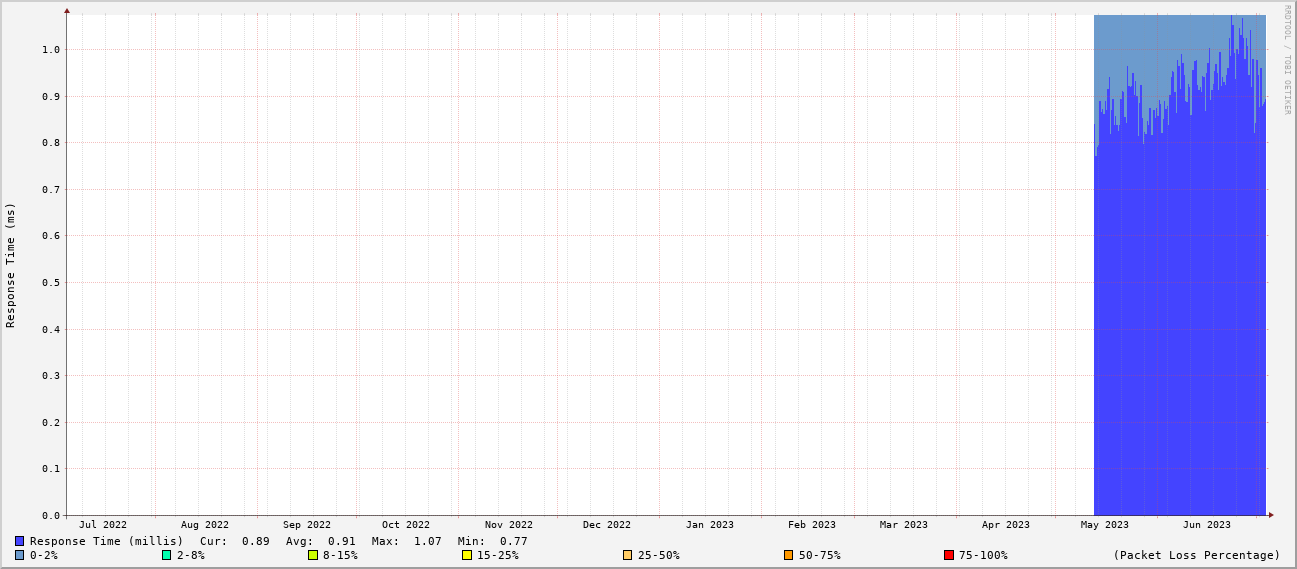 RRDTOOL / TOBI OETIKER
Response Time (ms)
1.0
0.9
0.8
0.7
0.6
0.5
0.4
0.3
0.2
0.1
0.0
Jul 2022 Aug 2022 Sep 2022 Oct 2022 Nov 2022 Dec 2022 Jan 2023 Feb 2023 Mar 2023 Apr 2023 May 2023 Jun 2023
Response Time (millis) Cur: 0.89 Avg: 0.91 Max: 1.07 Min: 0.77
0-2% 2-8% 8-15% 15-25% 25-50% 50-75% 75-100% (Packet Loss Percentage)